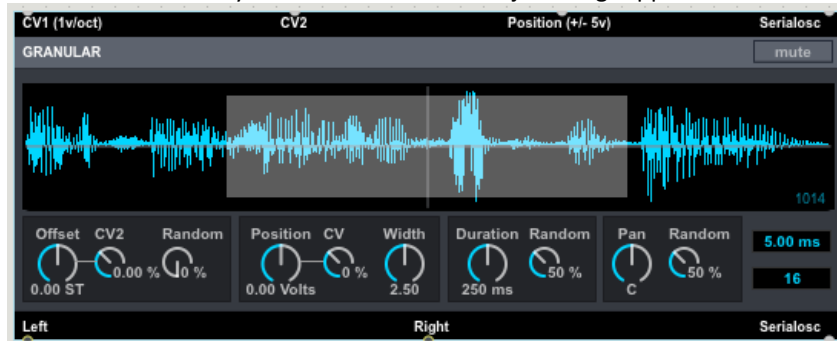 CV1 (1v/oct) CV2 Position (+/- 5v) Serialosc
GRANULAR mute
1014
Offset CV2 Random Position CV Width Duration Random Pan Random
0.00 ST 0.00 % 0 % 0.00 Volts 0 % 2.50 250 ms 50 % C 50 %
5.00 ms
16
Left Right Serialosc